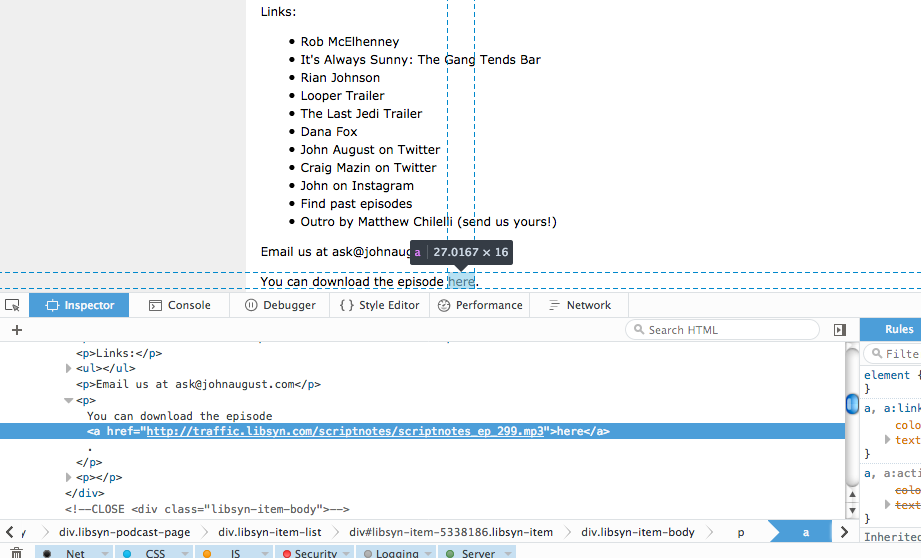 Links:
Rob McElhenney
It's Always Sunny: The Gang Tends Bar
Rian Johnson
Looper Trailer
The Last Jedi Trailer
Dana Fox
John August on Twitter
Craig Mazin on Twitter
John on Instagram
Find past episodes
Outro by Matthew Chilelli (send us yours!)
Email us at ask@johnaug
a 27.0167 × 16
You can download the episode here.
Inspector Console Debugger { } Style Editor Performance Network
+ Search HTML Rules
<p>Links:</p>
<ul></ul>
<p>Email us at ask@johnaugust.com</p>
<p>
You can download the episode
<a href="http://traffic.libsyn.com/scriptnotes/scriptnotes_ep_299.mp3">here</a>
.
</p>
<p></p>
</div>
<!--CLOSE <div class="libsyn-item-body">-->
Filte
element {
}
a, a:link
colo
text
}
a, a:acti
colo
text
}
Inherited
y div.libsyn-podcast-page div.libsyn-item-list div#libsyn-item-5338186.libsyn-item div.libsyn-item-body p a
Net CSS JS Security Logging Server